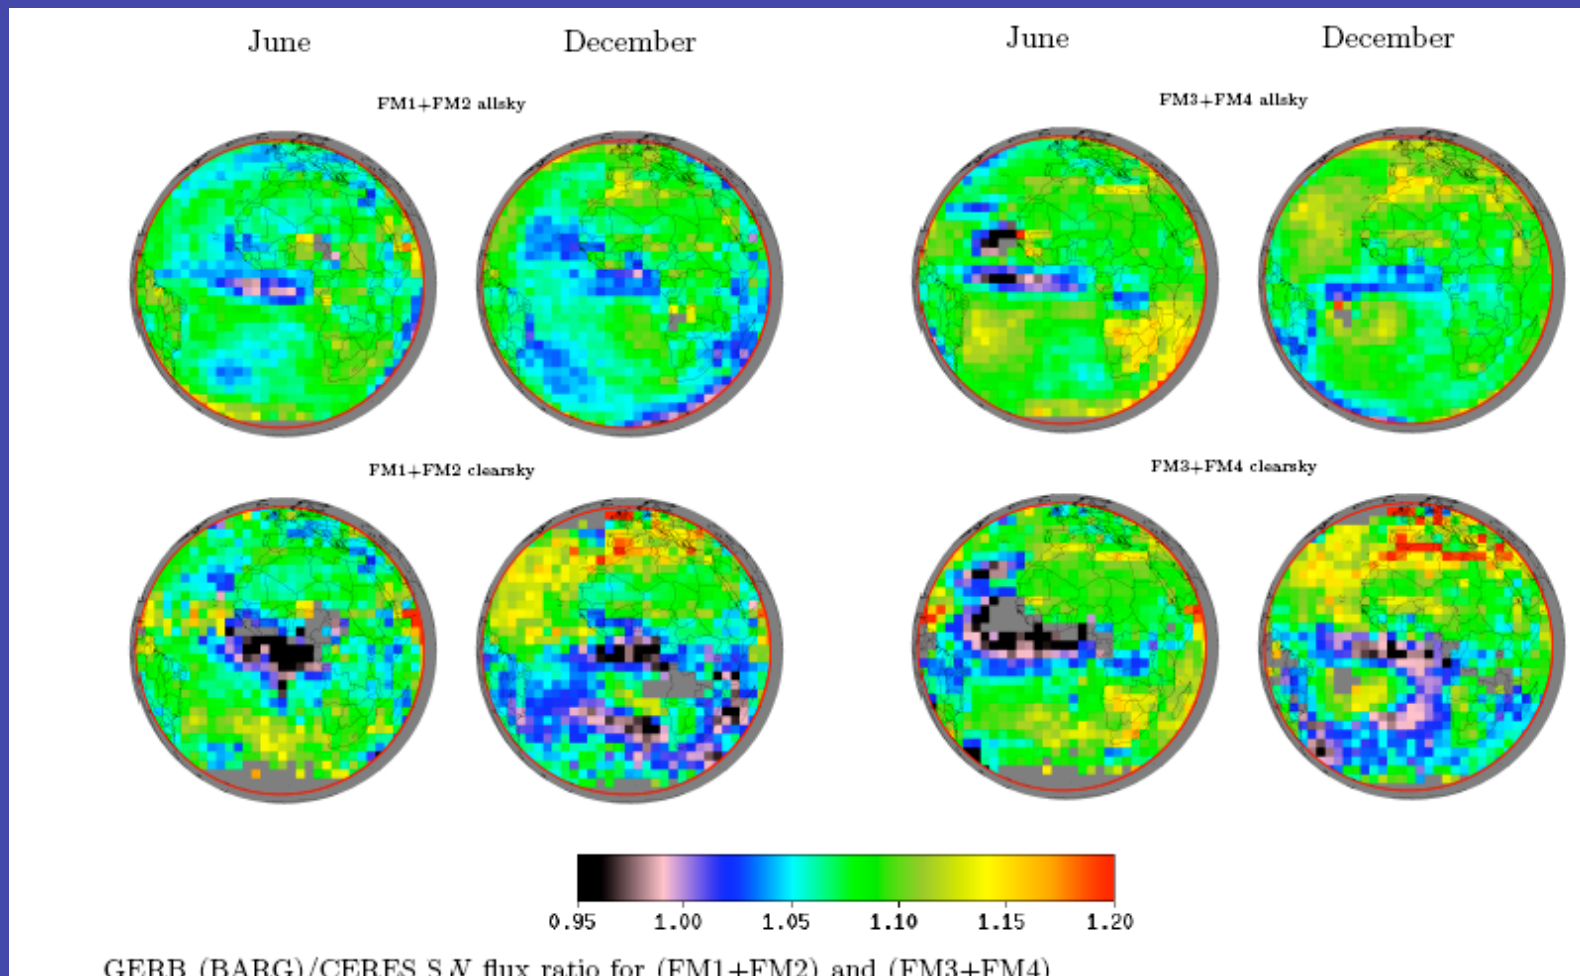 June December June December
FM1+FM2 allsky FM3+FM4 allsky
FM1+FM2 clearsky FM3+FM4 clearsky
0.95 1.00 1.05 1.10 1.15 1.20
GERB (BARG)/CERES SW flux ratio for (FM1+FM2) and (FM3+FM4)